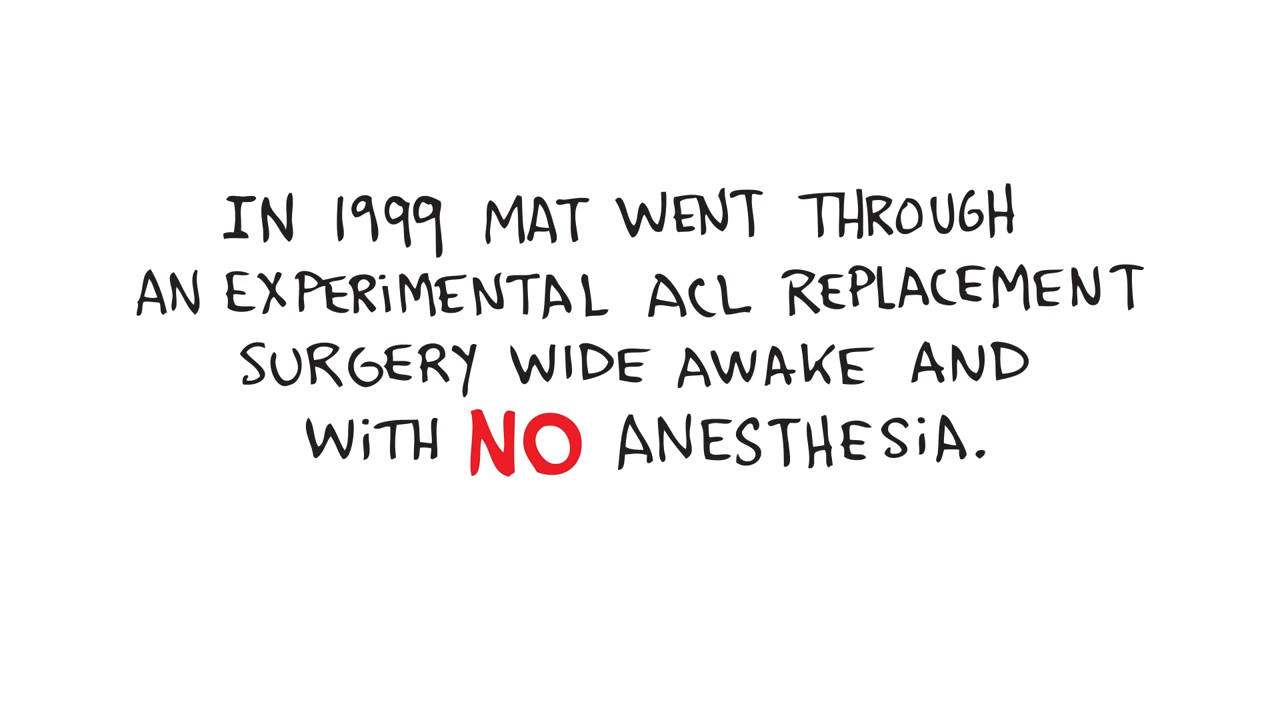 IN 1999 MAT WENT THROUGH
AN EXPERiMENTAL ACL REPLACEMENT
SURGERY WIDE AWAKE AND
WiTH NO ANESTHESiA.